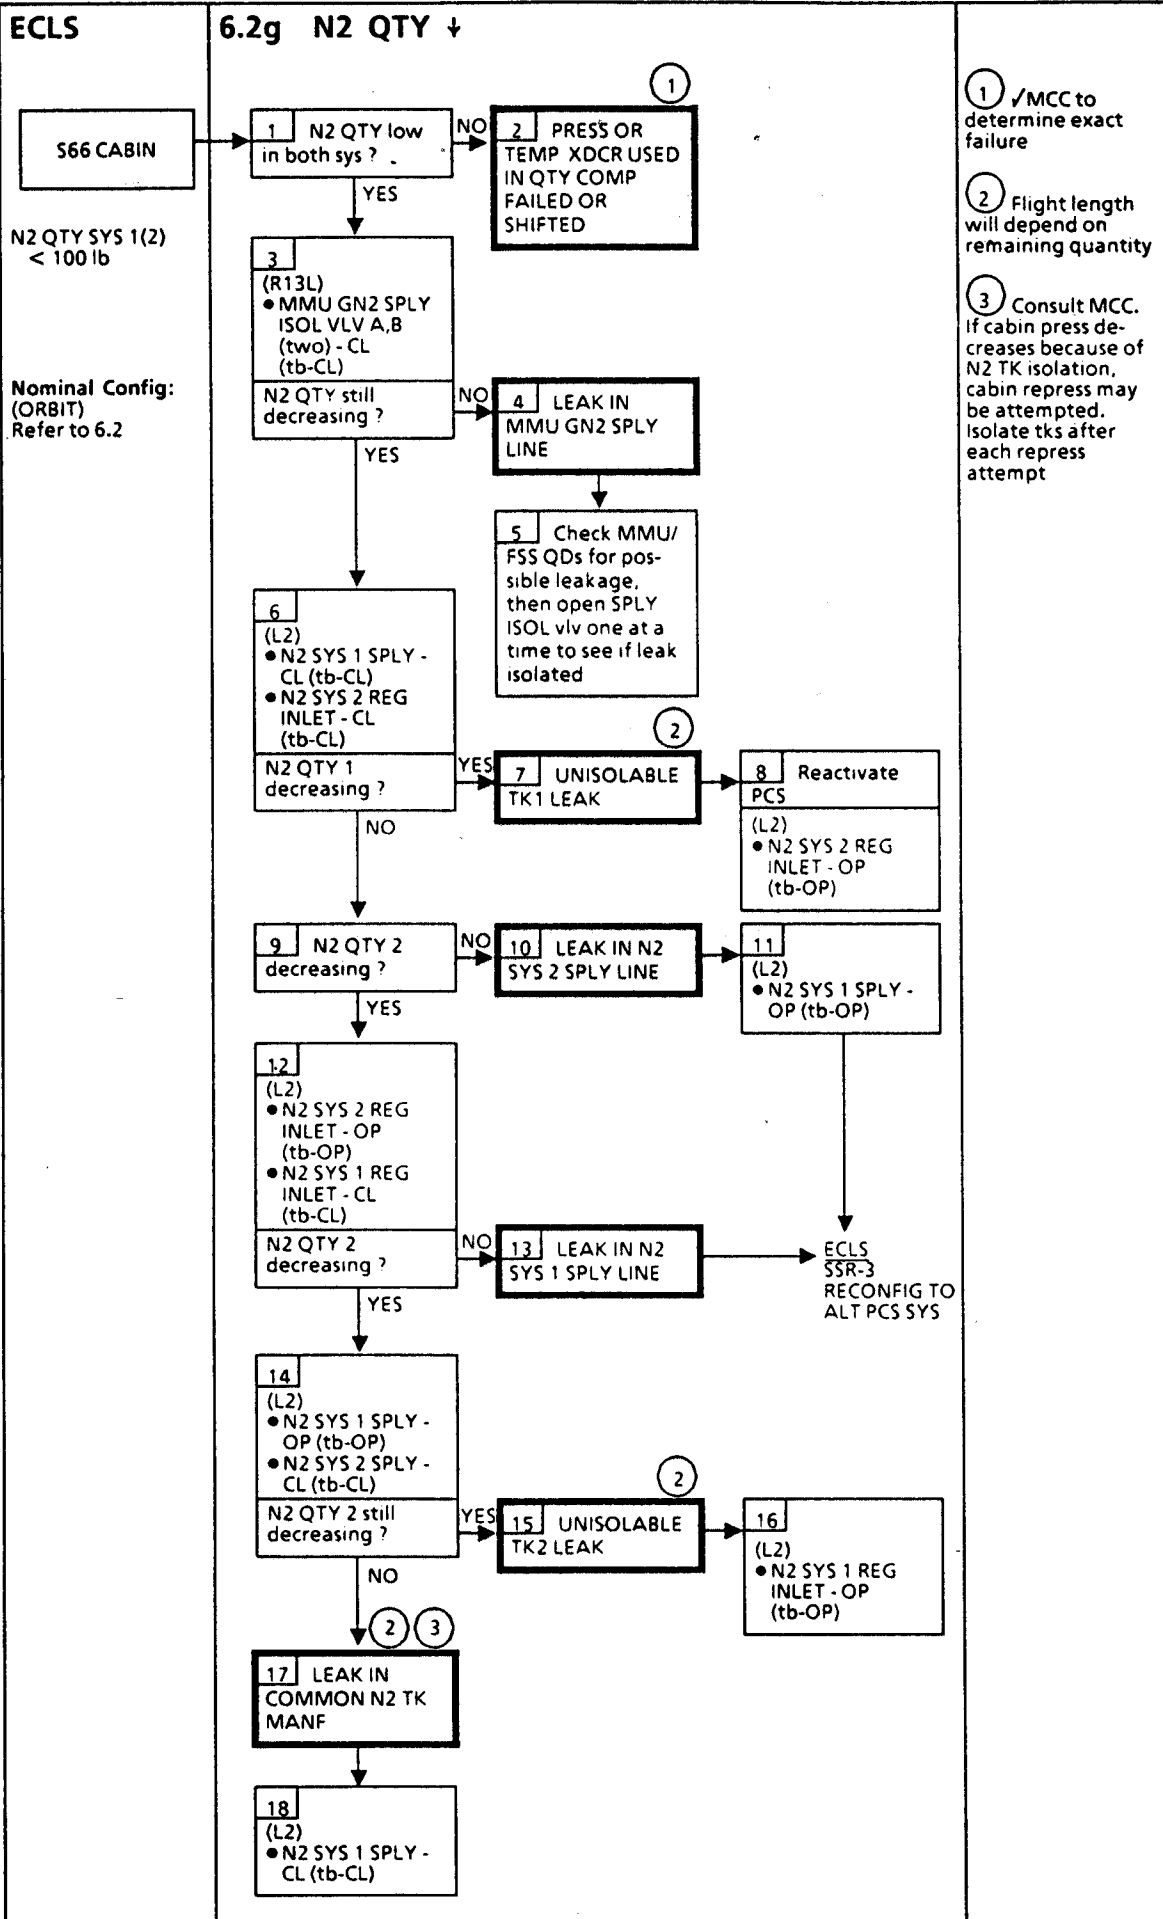 ECLS
6.2g N2 QTY ↓
S66 CABIN
N2 QTY SYS 1(2)
< 100 lb
Nominal Config:
(ORBIT)
Refer to 6.2
1 N2 QTY low
in both sys ?
NO
YES
1
2 PRESS OR
TEMP XDCR USED
IN QTY COMP
FAILED OR
SHIFTED
3
(R13L)
● MMU GN2 SPLY
ISOL VLV A,B
(two) - CL
(tb-CL)
N2 QTY still
decreasing ?
NO
YES
4 LEAK IN
MMU GN2 SPLY
LINE
5 Check MMU/
FSS QDs for pos-
sible leakage,
then open SPLY
ISOL vlv one at a
time to see if leak
isolated
6
(L2)
● N2 SYS 1 SPLY -
CL (tb-CL)
● N2 SYS 2 REG
INLET - CL
(tb-CL)
N2 QTY 1
decreasing ?
YES
NO
2
7 UNISOLABLE
TK1 LEAK
8 Reactivate
PCS
(L2)
● N2 SYS 2 REG
INLET - OP
(tb-OP)
9 N2 QTY 2
decreasing ?
NO
YES
10 LEAK IN N2
SYS 2 SPLY LINE
11
(L2)
● N2 SYS 1 SPLY -
OP (tb-OP)
12
(L2)
● N2 SYS 2 REG
INLET - OP
(tb-OP)
● N2 SYS 1 REG
INLET - CL
(tb-CL)
N2 QTY 2
decreasing ?
NO
YES
13 LEAK IN N2
SYS 1 SPLY LINE
ECLS
SSR-3
RECONFIG TO
ALT PCS SYS
14
(L2)
● N2 SYS 1 SPLY -
OP (tb-OP)
● N2 SYS 2 SPLY -
CL (tb-CL)
N2 QTY 2 still
decreasing ?
YES
NO
2
15 UNISOLABLE
TK2 LEAK
16
(L2)
● N2 SYS 1 REG
INLET - OP
(tb-OP)
2 3
17 LEAK IN
COMMON N2 TK
MANF
18
(L2)
● N2 SYS 1 SPLY -
CL (tb-CL)
1 ✓MCC to
determine exact
failure
2 Flight length
will depend on
remaining quantity
3 Consult MCC.
If cabin press de-
creases because of
N2 TK isolation,
cabin repress may
be attempted.
Isolate tks after
each repress
attempt